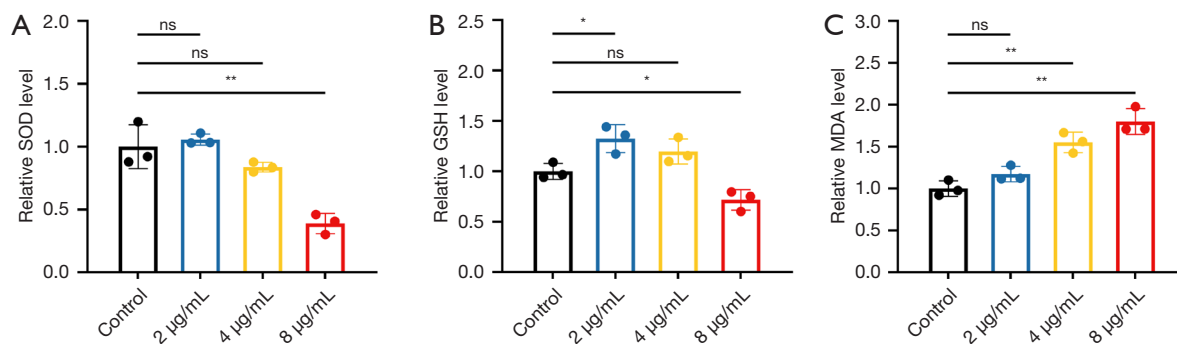 A
Relative SOD level
2.0
1.5
1.0
0.5
0.0
ns
ns
**
Control
2 µg/mL
4 µg/mL
8 µg/mL
B
Relative GSH level
2.5
2.0
1.5
1.0
0.5
0.0
*
ns
*
Control
2 µg/mL
4 µg/mL
8 µg/mL
C
Relative MDA level
3.0
2.5
2.0
1.5
1.0
0.5
0.0
ns
**
**
Control
2 µg/mL
4 µg/mL
8 µg/mL